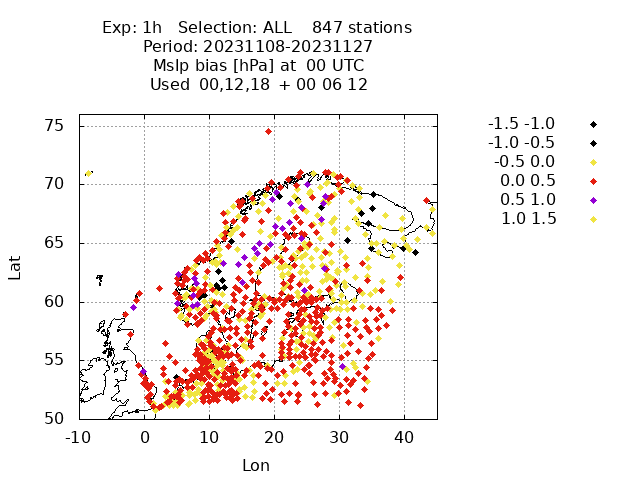 Exp: 1h   Selection: ALL    847 stations
Period: 20231108-20231127
Mslp bias [hPa] at  00 UTC
Used  00,12,18  + 00 06 12
-1.5 -1.0
-1.0 -0.5
-0.5 0.0
0.0 0.5
0.5 1.0
1.0 1.5
75
70
65
60
55
50
Lat
-10 0 10 20 30 40
Lon